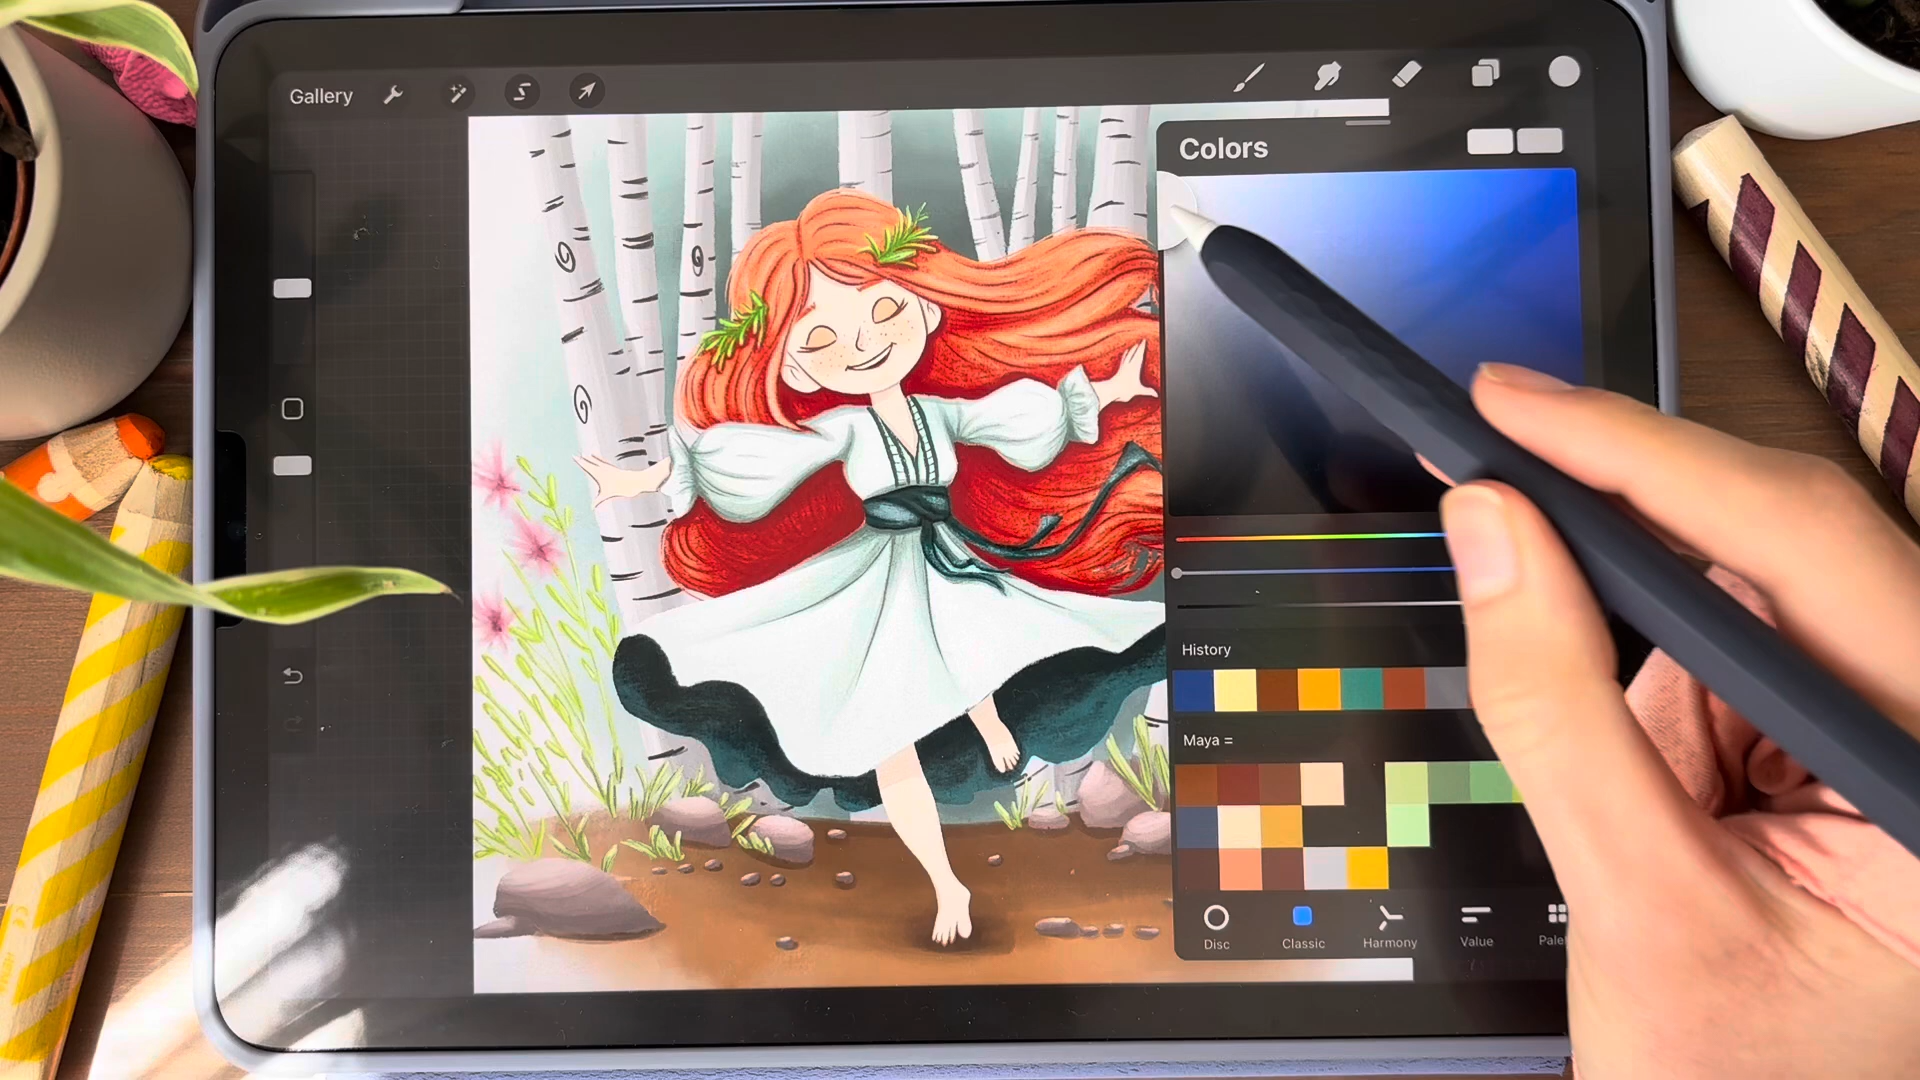 Gallery
Colors
History
Maya =
Disc
Classic
Harmony
Value